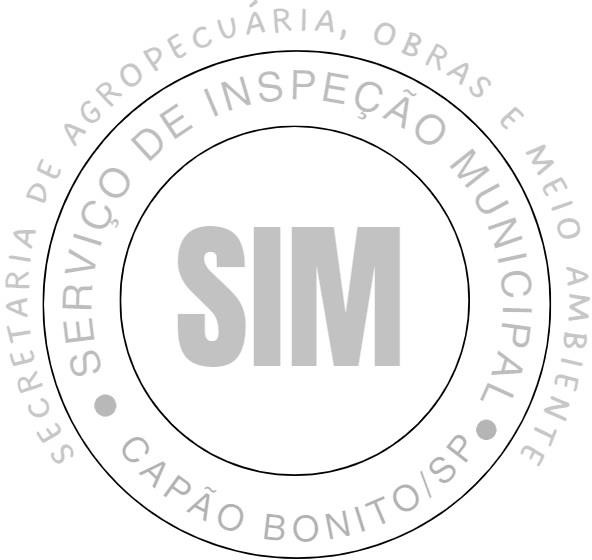 SECRETARIA DE AGROPECUÁRIA, OBRAS E MEIO AMBIENTE
SERVIÇO DE INSPEÇÃO MUNICIPAL
SIM
• CAPÃO BONITO/SP •